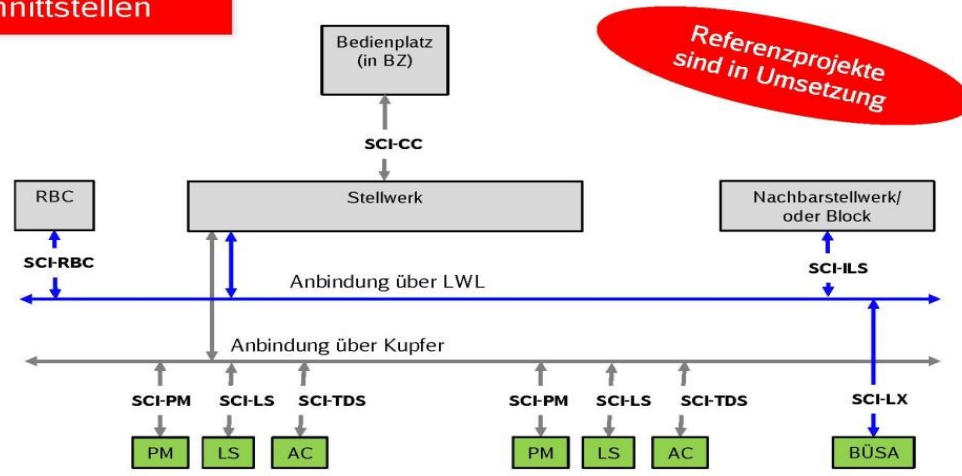 nittstellen
Referenzprojekte
sind in Umsetzung
Bedienplatz
(in BZ)
SCI-CC
RBC
Stellwerk
Nachbarstellwerk/
oder Block
SCI-RBC
SCI-ILS
Anbindung über LWL
Anbindung über Kupfer
SCI-PM SCI-LS SCI-TDS SCI-PM SCI-LS SCI-TDS SCI-LX
PM LS AC PM LS AC BÜSA